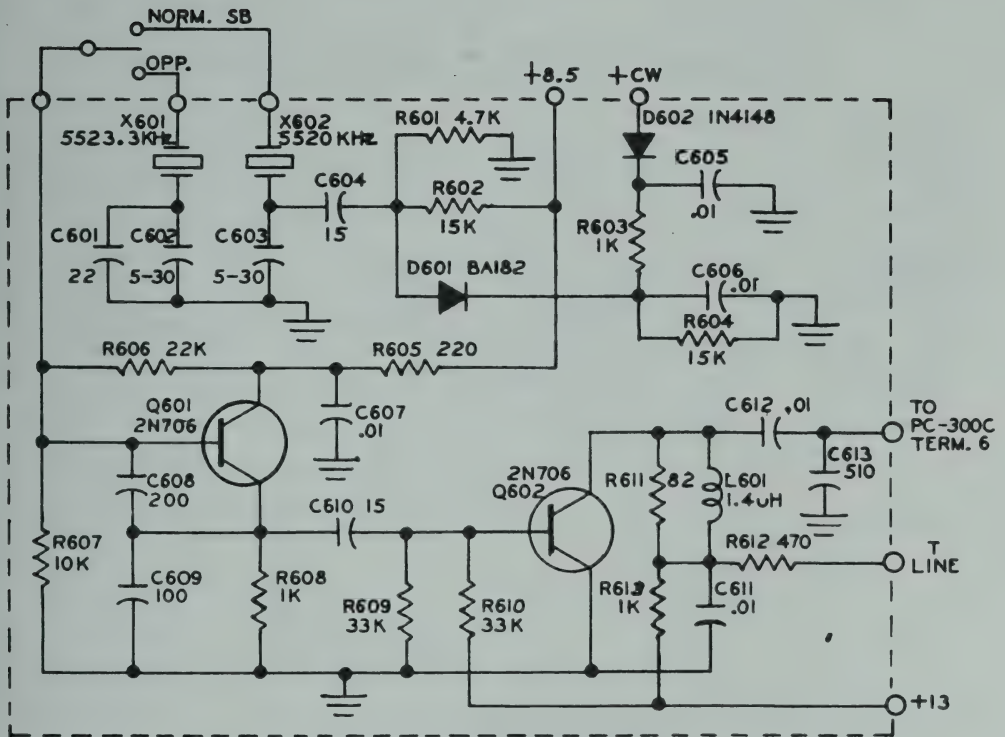 NORM. SB
OPP.
+8.5
+CW
X601
5523.3KHz
X602
5520KHz
R601 4.7K
D602 1N4148
C604
15
R602
15K
C605
.01
R603
1K
C601
22
C602
5-30
C603
5-30
D601 BA182
C606
.01
R604
15K
R606 22K
R605 220
Q601
2N706
C607
.01
C612 .01
TO
PC-300C
TERM. 6
C613
510
C608
200
2N706
Q602
R611 82
L601
1.4uH
C610 15
R607
10K
C609
100
R608
1K
R609
33K
R610
33K
R612 470
T
LINE
R613
1K
C611
.01
+13